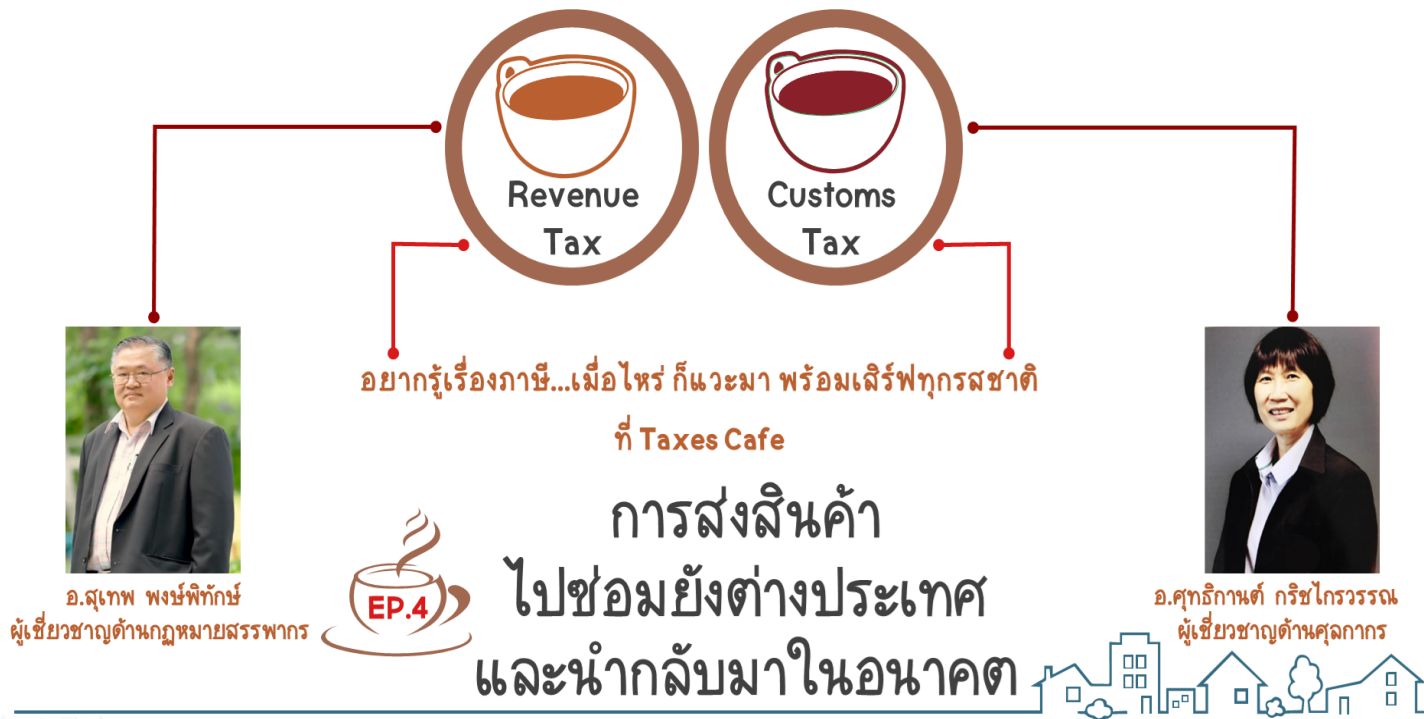 Revenue
Tax
Customs
Tax
อยากรู้เรื่องภาษี...เมื่อไหร่ ก็แวะมา พร้อมเสิร์ฟทุกรสชาติ
ที่ Taxes Cafe
การส่งสินค้า
ไปซ่อมยังต่างประเทศ
และนำกลับมาในอนาคต
EP.4
อ.สุเทพ พงษ์พิทักษ์
ผู้เชี่ยวชาญด้านกฎหมายสรรพากร
อ.ศุทธิกานต์ กริชไกรวรรณ
ผู้เชี่ยวชาญด้านศุลกากร